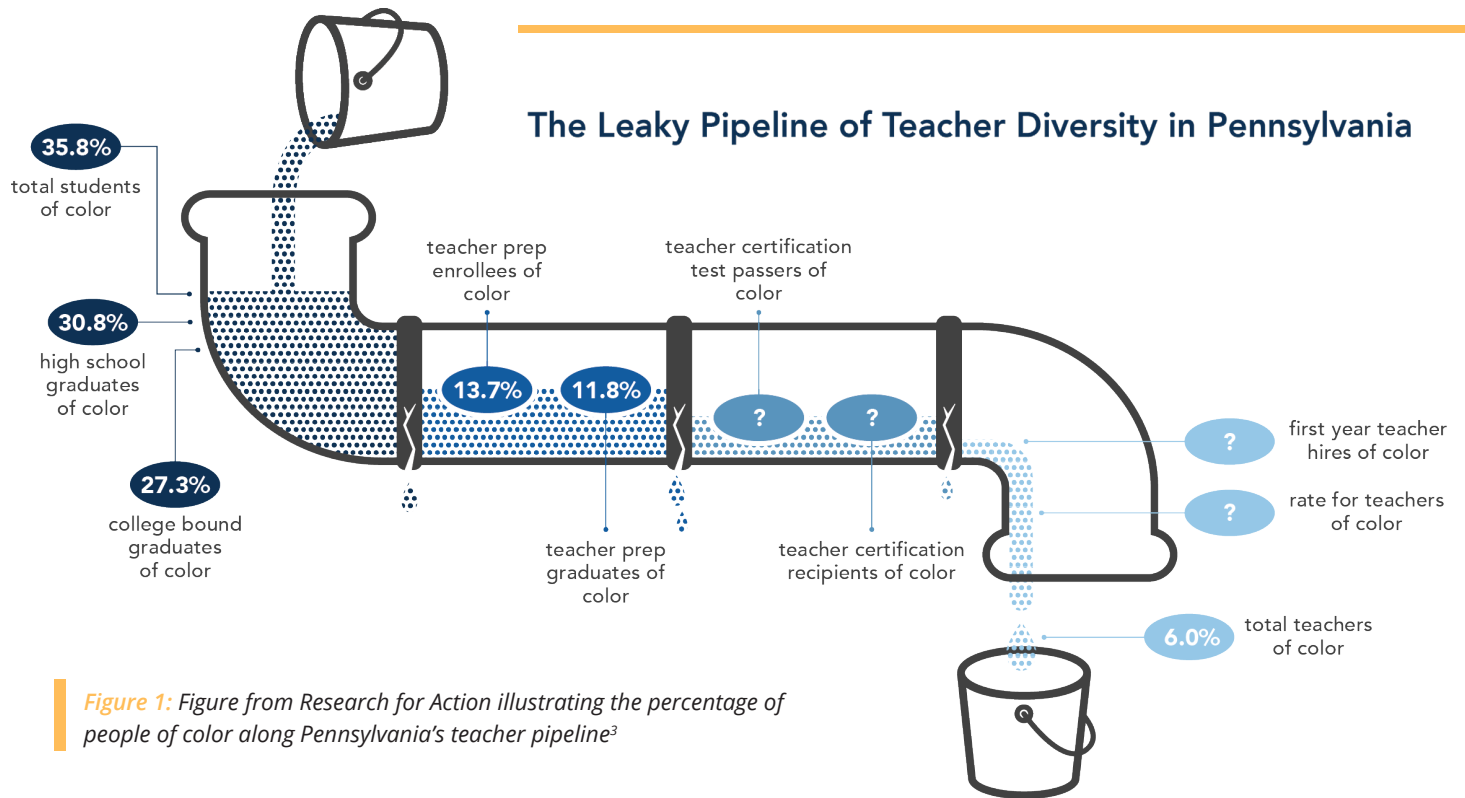 The Leaky Pipeline of Teacher Diversity in Pennsylvania
35.8%
total students
of color
30.8%
high school
graduates
of color
27.3%
college bound
graduates
of color
teacher prep
enrollees of
color
13.7%
11.8%
teacher prep
graduates of
color
teacher certification
test passers of
color
?
?
teacher certification
recipients of color
?
first year teacher
hires of color
?
rate for teachers
of color
6.0%
total teachers
of color
Figure 1: Figure from Research for Action illustrating the percentage of
people of color along Pennsylvania’s teacher pipeline³